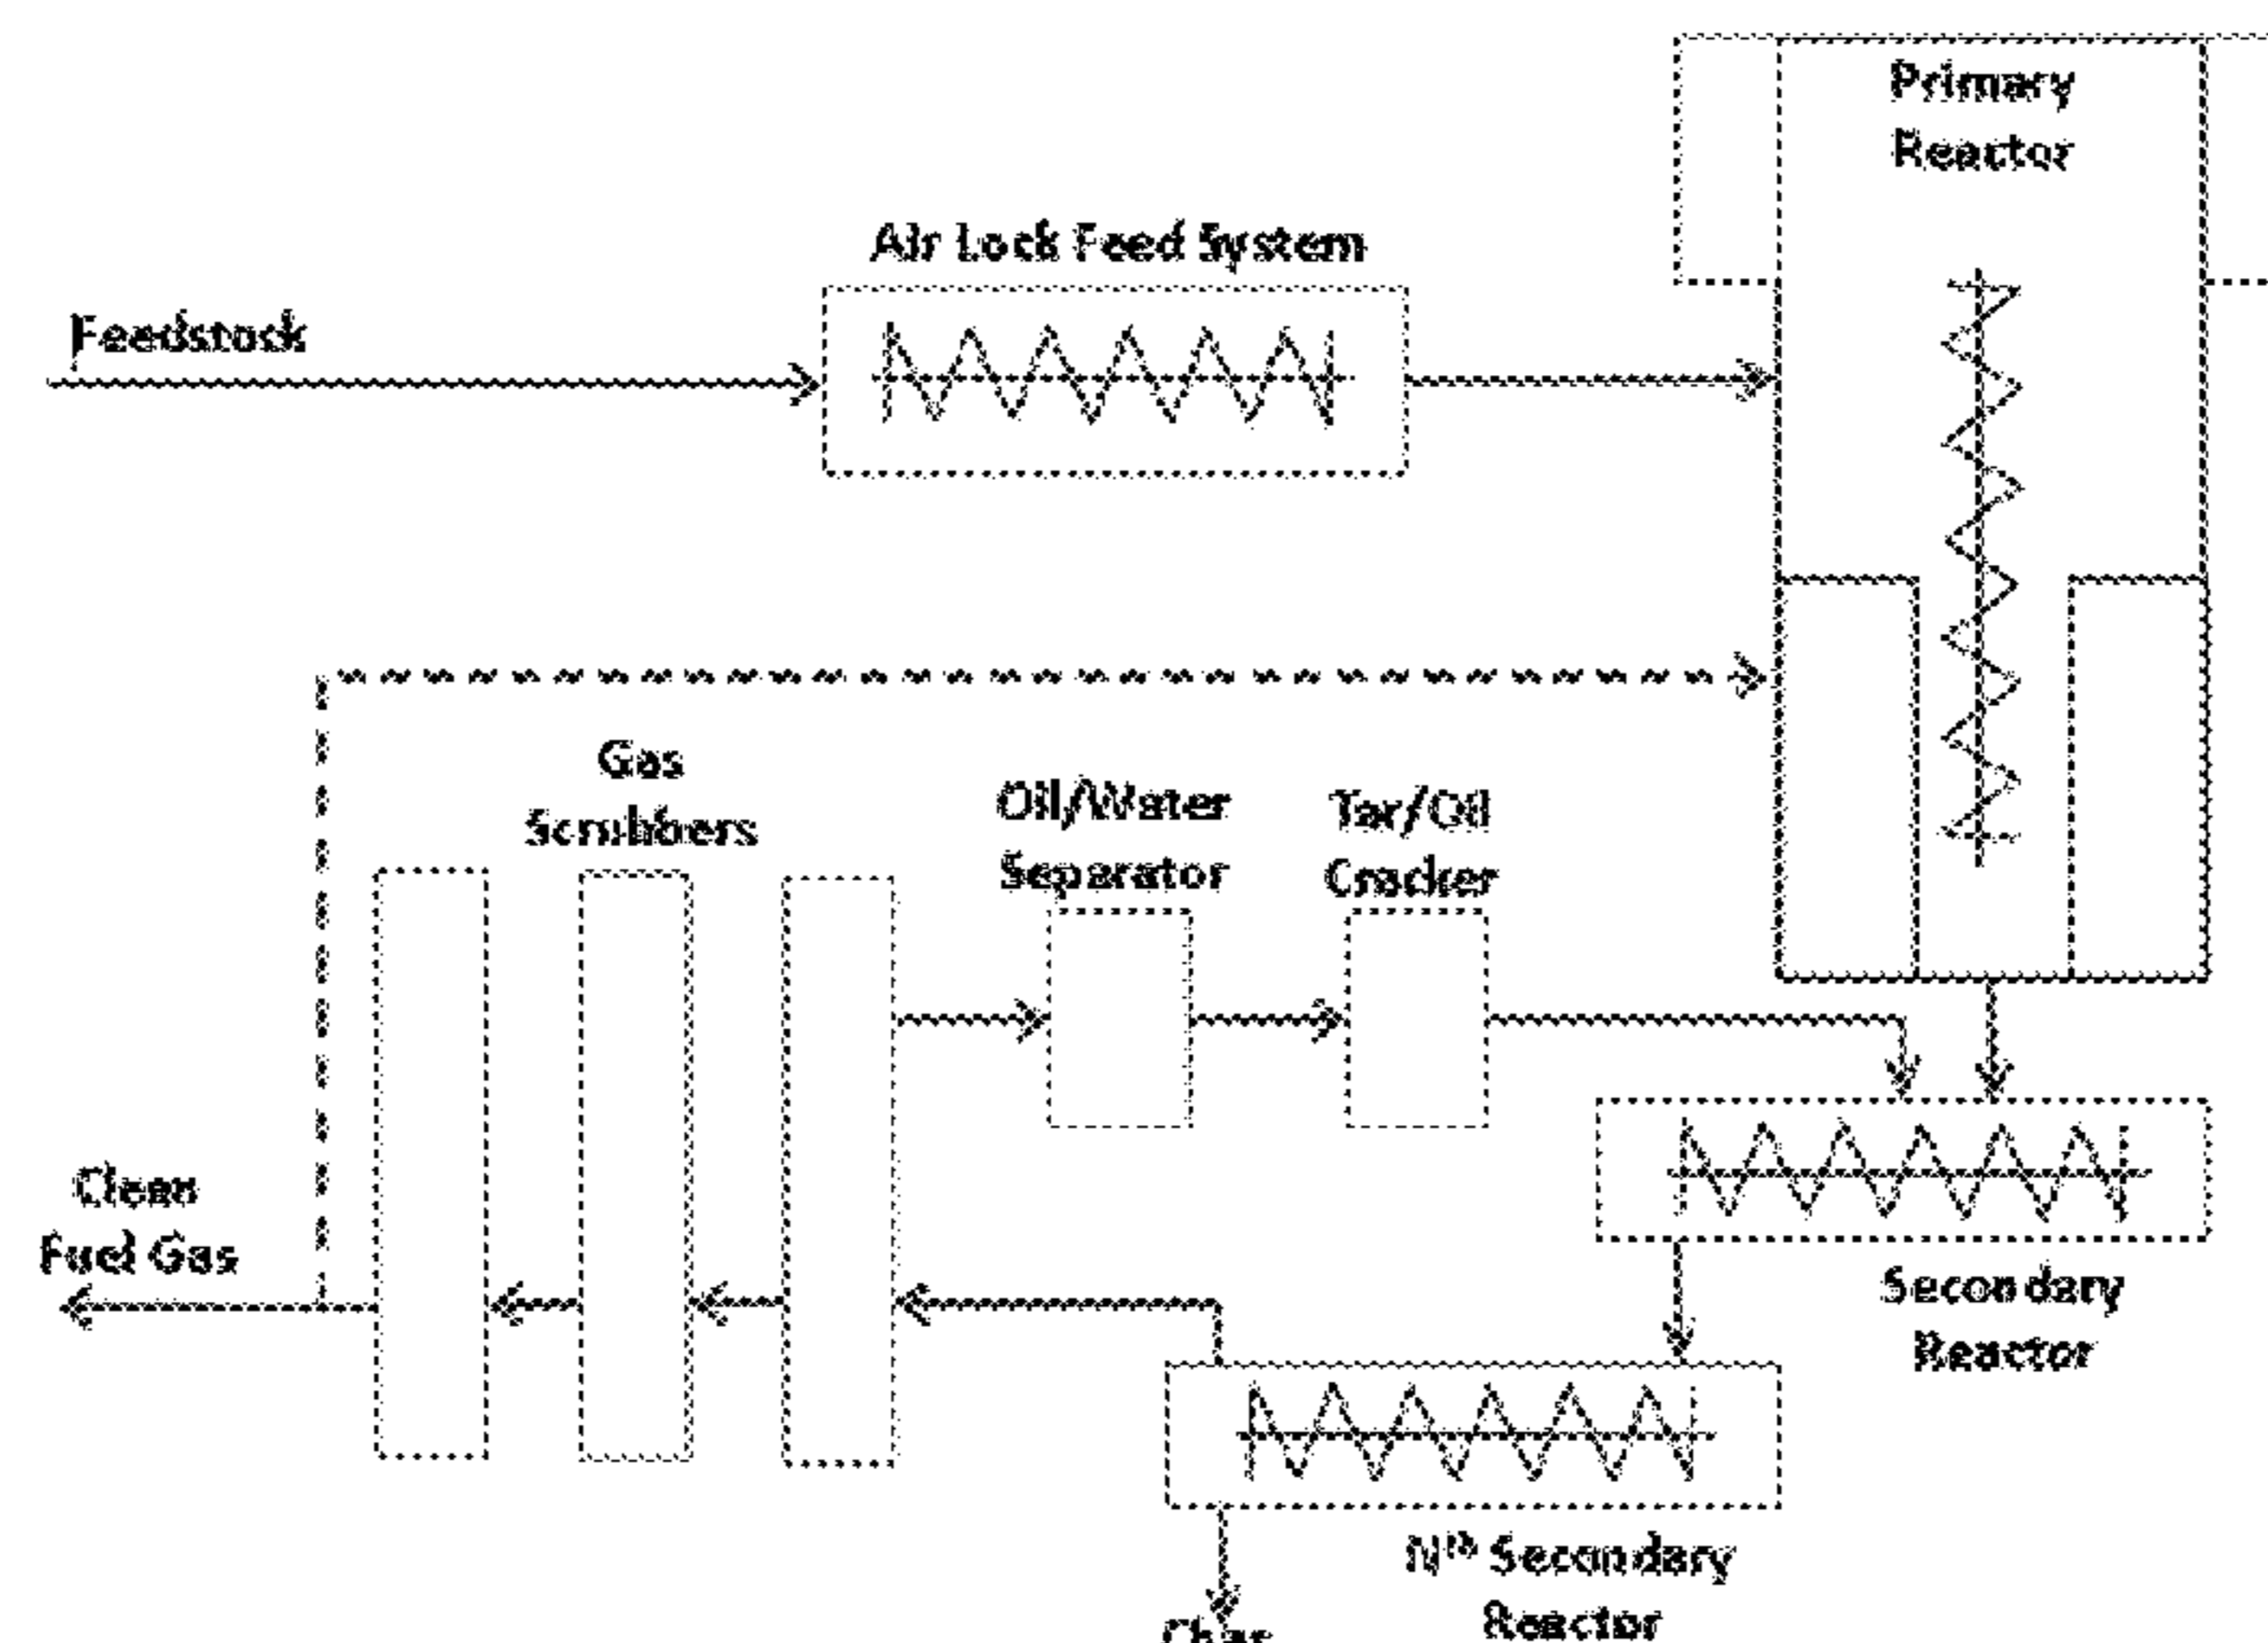 Primary
Reactor
Air Lock Feed System
Feedstock
Gas
Scrubbers
Oil/Water
Separator
Tar/Oil
Cracker
Clean
Fuel Gas
Secondary
Reactor
Nth Secondary
Reactor
Char